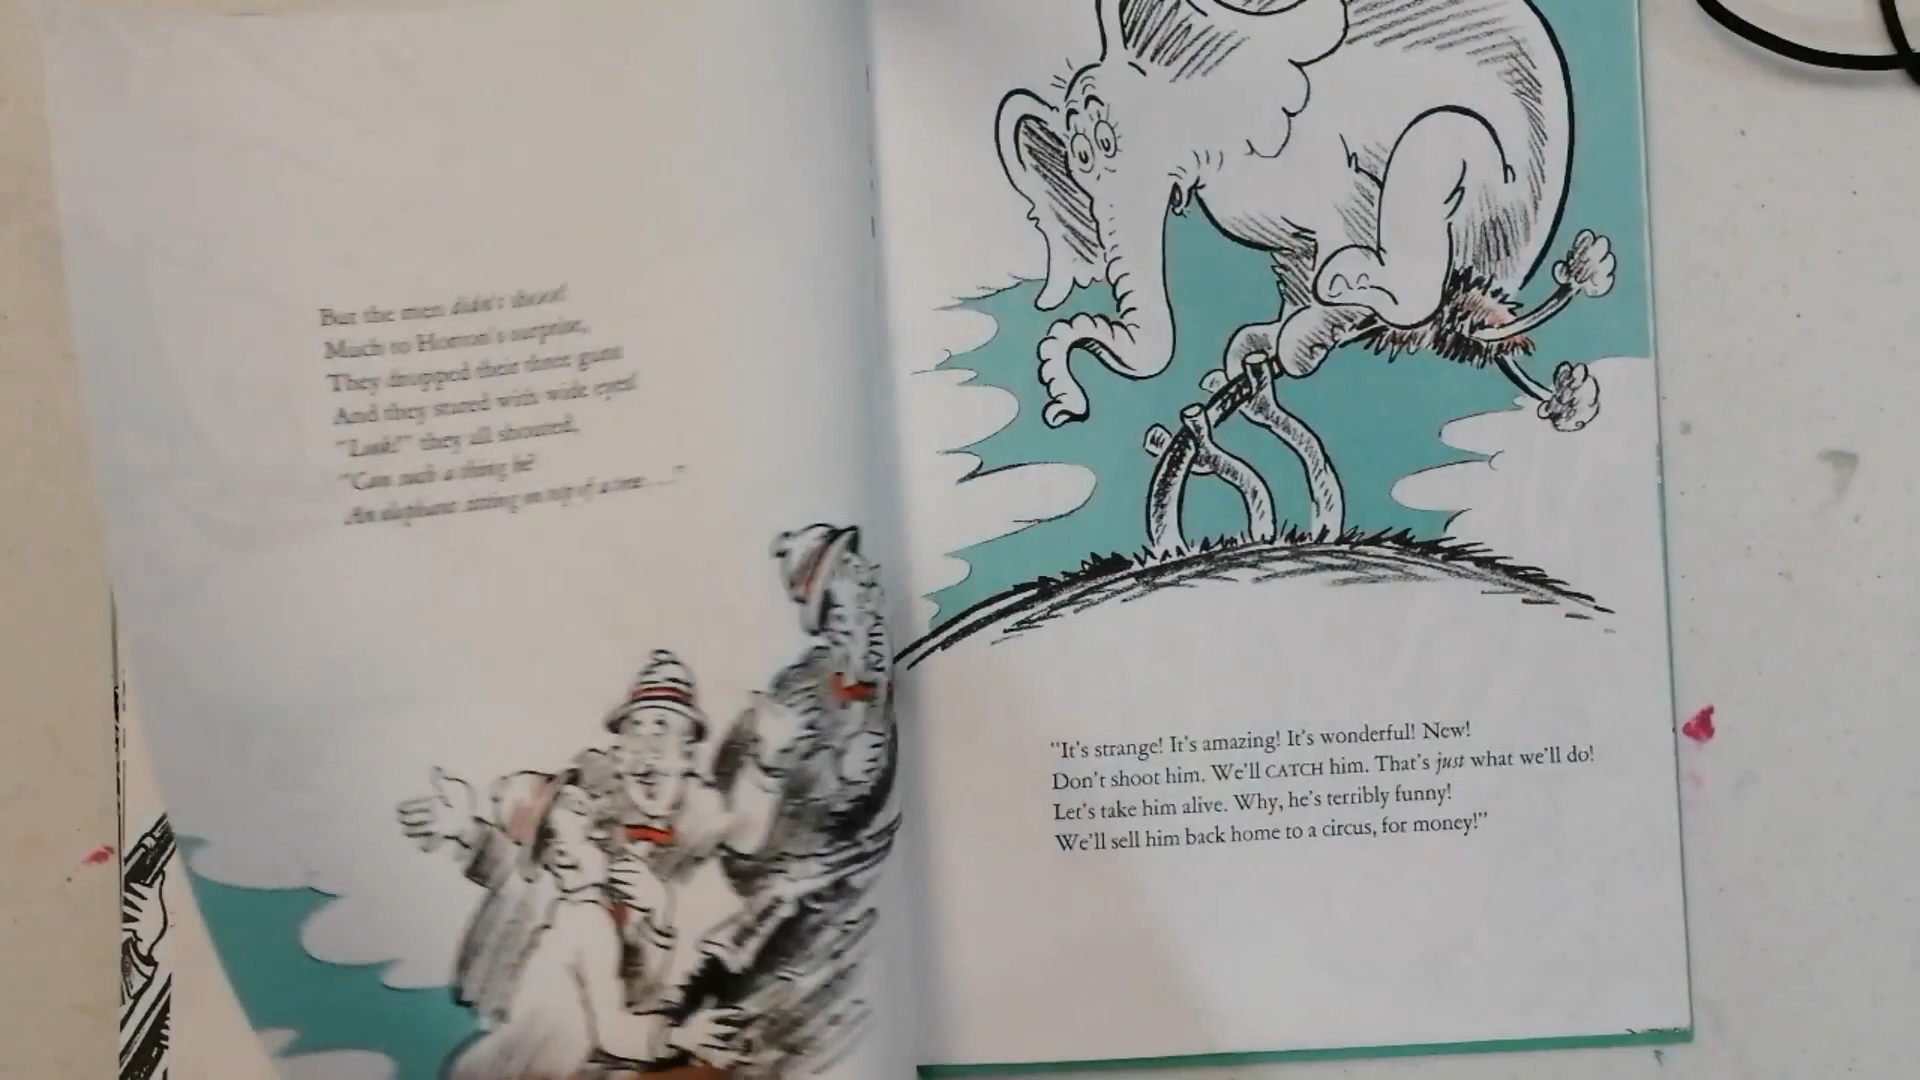 But the men didn't shoot!
Much to Horton's surprise,
They dropped their three guns
And they stared with wide eyes!
"Look!" they all shouted,
"Can such a thing be?
An elephant sitting on top of a tree . . . ."
"It's strange! It's amazing! It's wonderful! New!
Don't shoot him. We'll CATCH him. That's just what we'll do!
Let's take him alive. Why, he's terribly funny!
We'll sell him back home to a circus, for money!"